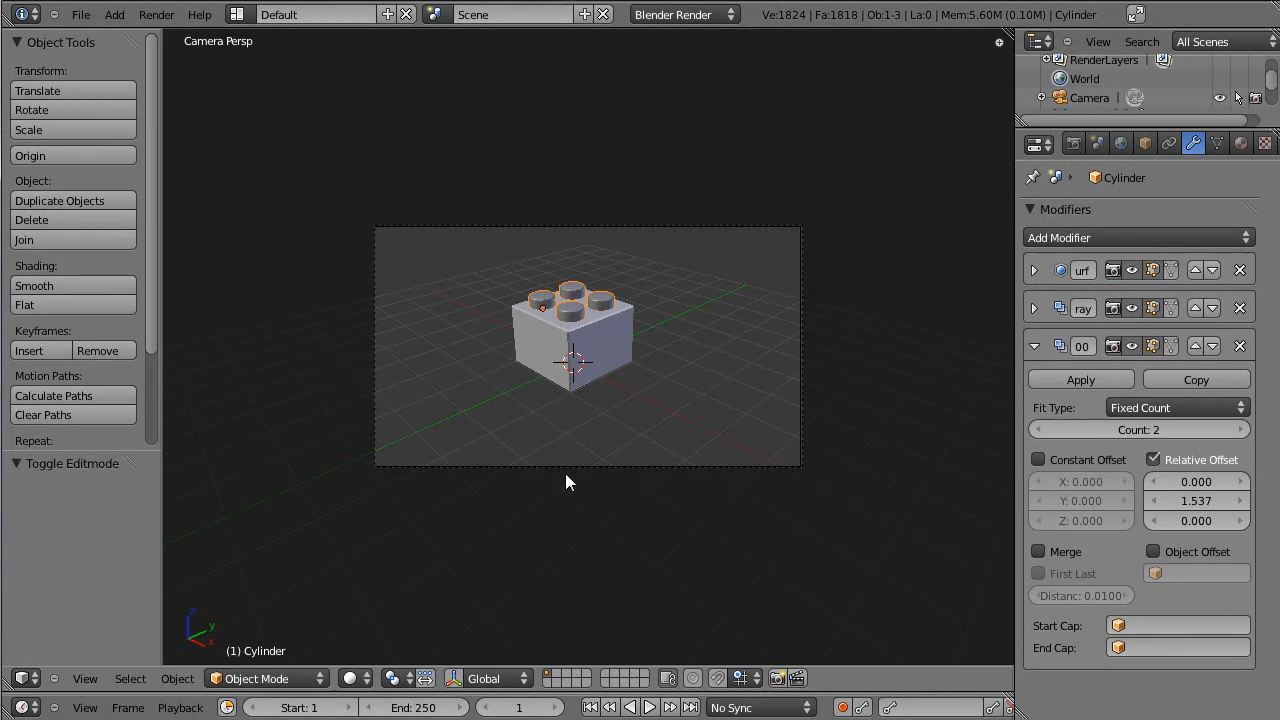 File Add Render Help Default Scene Blender Render Ve:1824 | Fa:1818 | Ob:1-3 | La:0 | Mem:5.60M (0.10M) | Cylinder
Object Tools
Transform:
Translate
Rotate
Scale
Origin
Object:
Duplicate Objects
Delete
Join
Shading:
Smooth
Flat
Keyframes:
Insert Remove
Motion Paths:
Calculate Paths
Clear Paths
Repeat:
Toggle Editmode
Camera Persp
z
y
x
(1) Cylinder
View Search All Scenes
RenderLayers |
World
Camera |
Cylinder
Modifiers
Add Modifier
urf
ray
00
Apply Copy
Fit Type: Fixed Count
Count: 2
Constant Offset Relative Offset
X: 0.000 0.000
Y: 0.000 1.537
Z: 0.000 0.000
Merge Object Offset
First Last
Distanc: 0.0100
Start Cap:
End Cap:
View Select Object Object Mode Global
View Frame Playback Start: 1 End: 250 1 No Sync